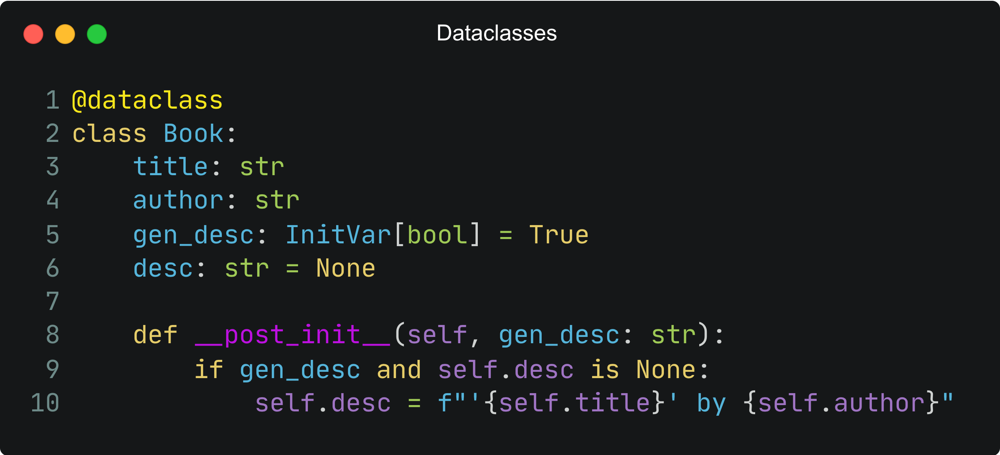 Dataclasses
1 @dataclass
2 class Book:
3     title: str
4     author: str
5     gen_desc: InitVar[bool] = True
6     desc: str = None
7
8     def __post_init__(self, gen_desc: str):
9         if gen_desc and self.desc is None:
10             self.desc = f"'{self.title}' by {self.author}"